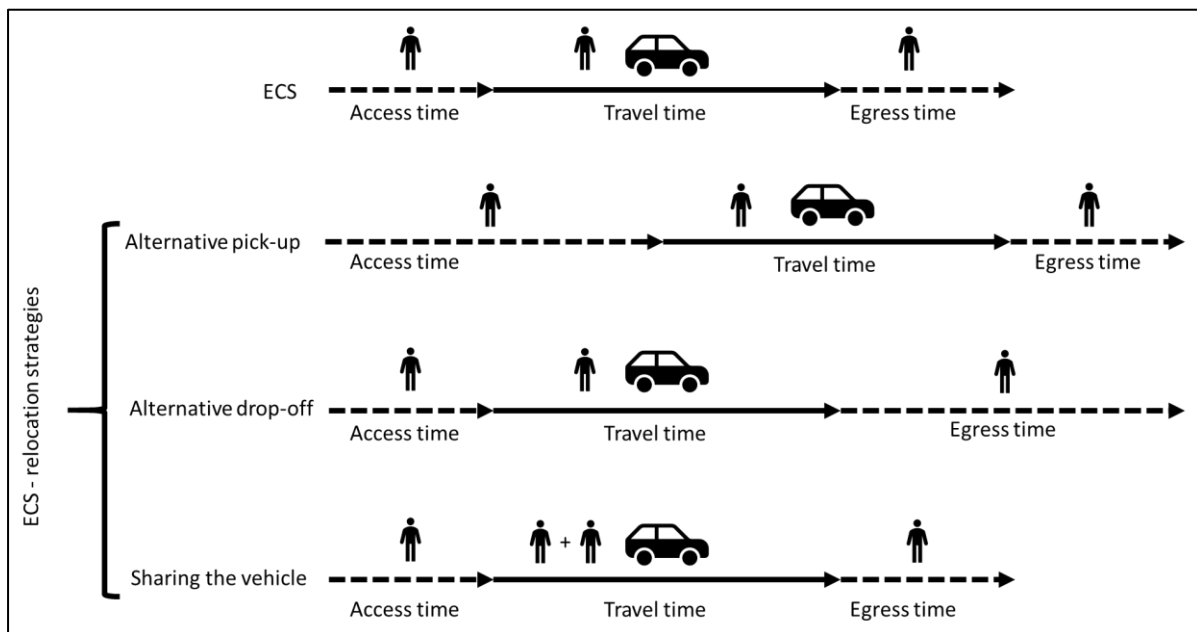 ECS
Access time
Travel time
Egress time
Alternative pick-up
Access time
Travel time
Egress time
Alternative drop-off
Access time
Travel time
Egress time
Sharing the vehicle
Access time
Travel time
Egress time
+
ECS - relocation strategies